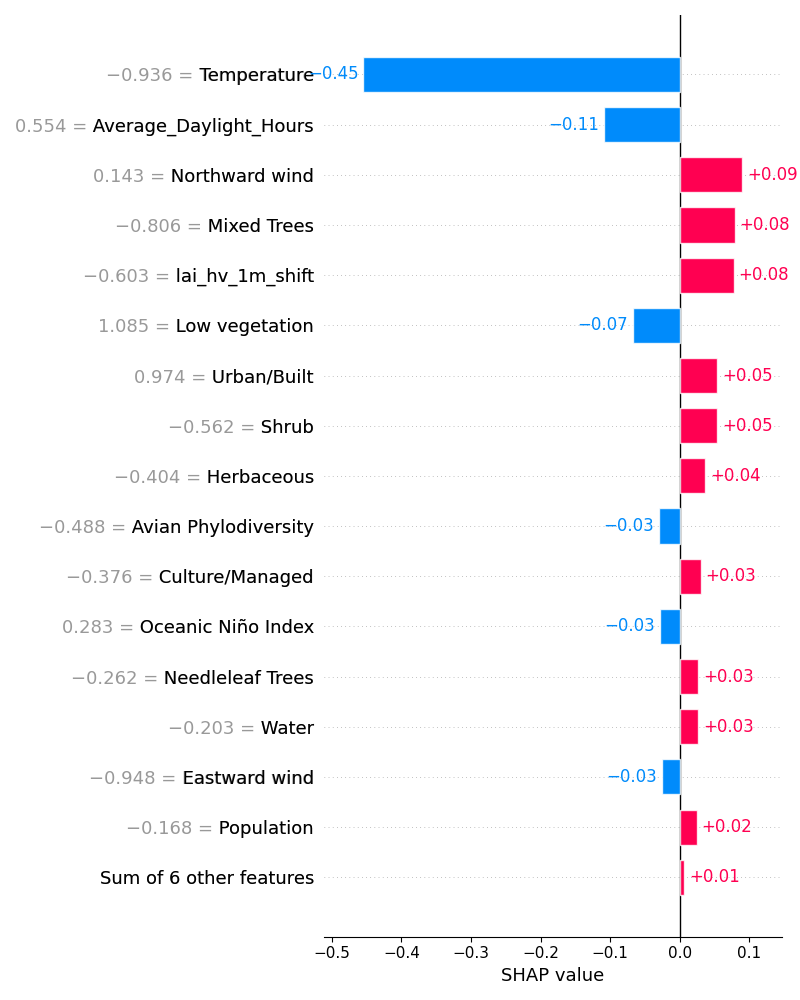 −0.936 = Temperature −0.45
0.554 = Average_Daylight_Hours −0.11
0.143 = Northward wind +0.09
−0.806 = Mixed Trees +0.08
−0.603 = lai_hv_1m_shift +0.08
1.085 = Low vegetation −0.07
0.974 = Urban/Built +0.05
−0.562 = Shrub +0.05
−0.404 = Herbaceous +0.04
−0.488 = Avian Phylodiversity −0.03
−0.376 = Culture/Managed +0.03
0.283 = Oceanic Niño Index −0.03
−0.262 = Needleleaf Trees +0.03
−0.203 = Water +0.03
−0.948 = Eastward wind −0.03
−0.168 = Population +0.02
Sum of 6 other features +0.01
−0.5 −0.4 −0.3 −0.2 −0.1 0.0 0.1
SHAP value